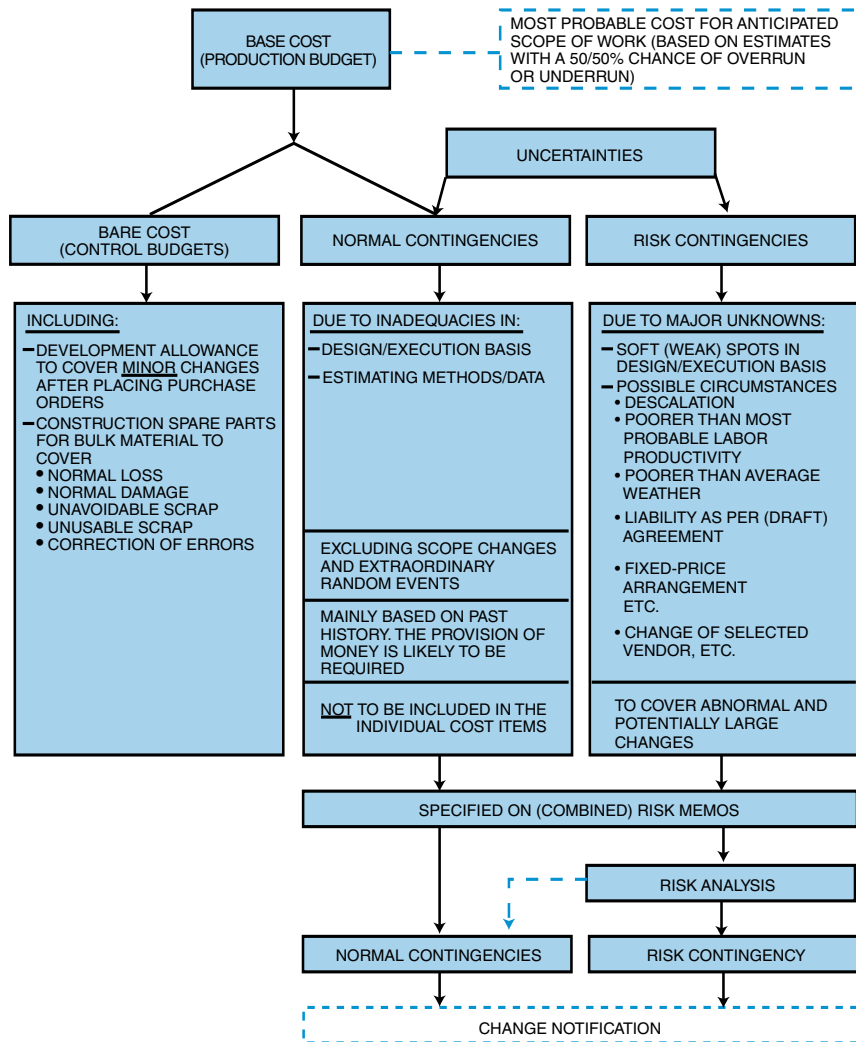 BASE COST
(PRODUCTION BUDGET)
MOST PROBABLE COST FOR ANTICIPATED
SCOPE OF WORK (BASED ON ESTIMATES
WITH A 50/50% CHANCE OF OVERRUN
OR UNDERRUN)
UNCERTAINTIES
BARE COST
(CONTROL BUDGETS)
NORMAL CONTINGENCIES
RISK CONTINGENCIES
INCLUDING:
–DEVELOPMENT ALLOWANCE
TO COVER MINOR CHANGES
AFTER PLACING PURCHASE
ORDERS
–CONSTRUCTION SPARE PARTS
FOR BULK MATERIAL TO
COVER
• NORMAL LOSS
• NORMAL DAMAGE
• UNAVOIDABLE SCRAP
• UNUSABLE SCRAP
• CORRECTION OF ERRORS
DUE TO INADEQUACIES IN:
–DESIGN/EXECUTION BASIS
– ESTIMATING METHODS/DATA
EXCLUDING SCOPE CHANGES
AND EXTRAORDINARY
RANDOM EVENTS
MAINLY BASED ON PAST
HISTORY. THE PROVISION OF
MONEY IS LIKELY TO BE
REQUIRED
NOT TO BE INCLUDED IN THE
INDIVIDUAL COST ITEMS
DUE TO MAJOR UNKNOWNS:
– SOFT (WEAK) SPOTS IN
DESIGN/EXECUTION BASIS
– POSSIBLE CIRCUMSTANCES
• DESCALATION
• POORER THAN MOST
PROBABLE LABOR
PRODUCTIVITY
• POORER THAN AVERAGE
WEATHER
• LIABILITY AS PER (DRAFT)
AGREEMENT
• FIXED-PRICE
ARRANGEMENT
ETC.
• CHANGE OF SELECTED
VENDOR, ETC.
TO COVER ABNORMAL AND
POTENTIALLY LARGE
CHANGES
SPECIFIED ON (COMBINED) RISK MEMOS
RISK ANALYSIS
NORMAL CONTINGENCIES
RISK CONTINGENCY
CHANGE NOTIFICATION